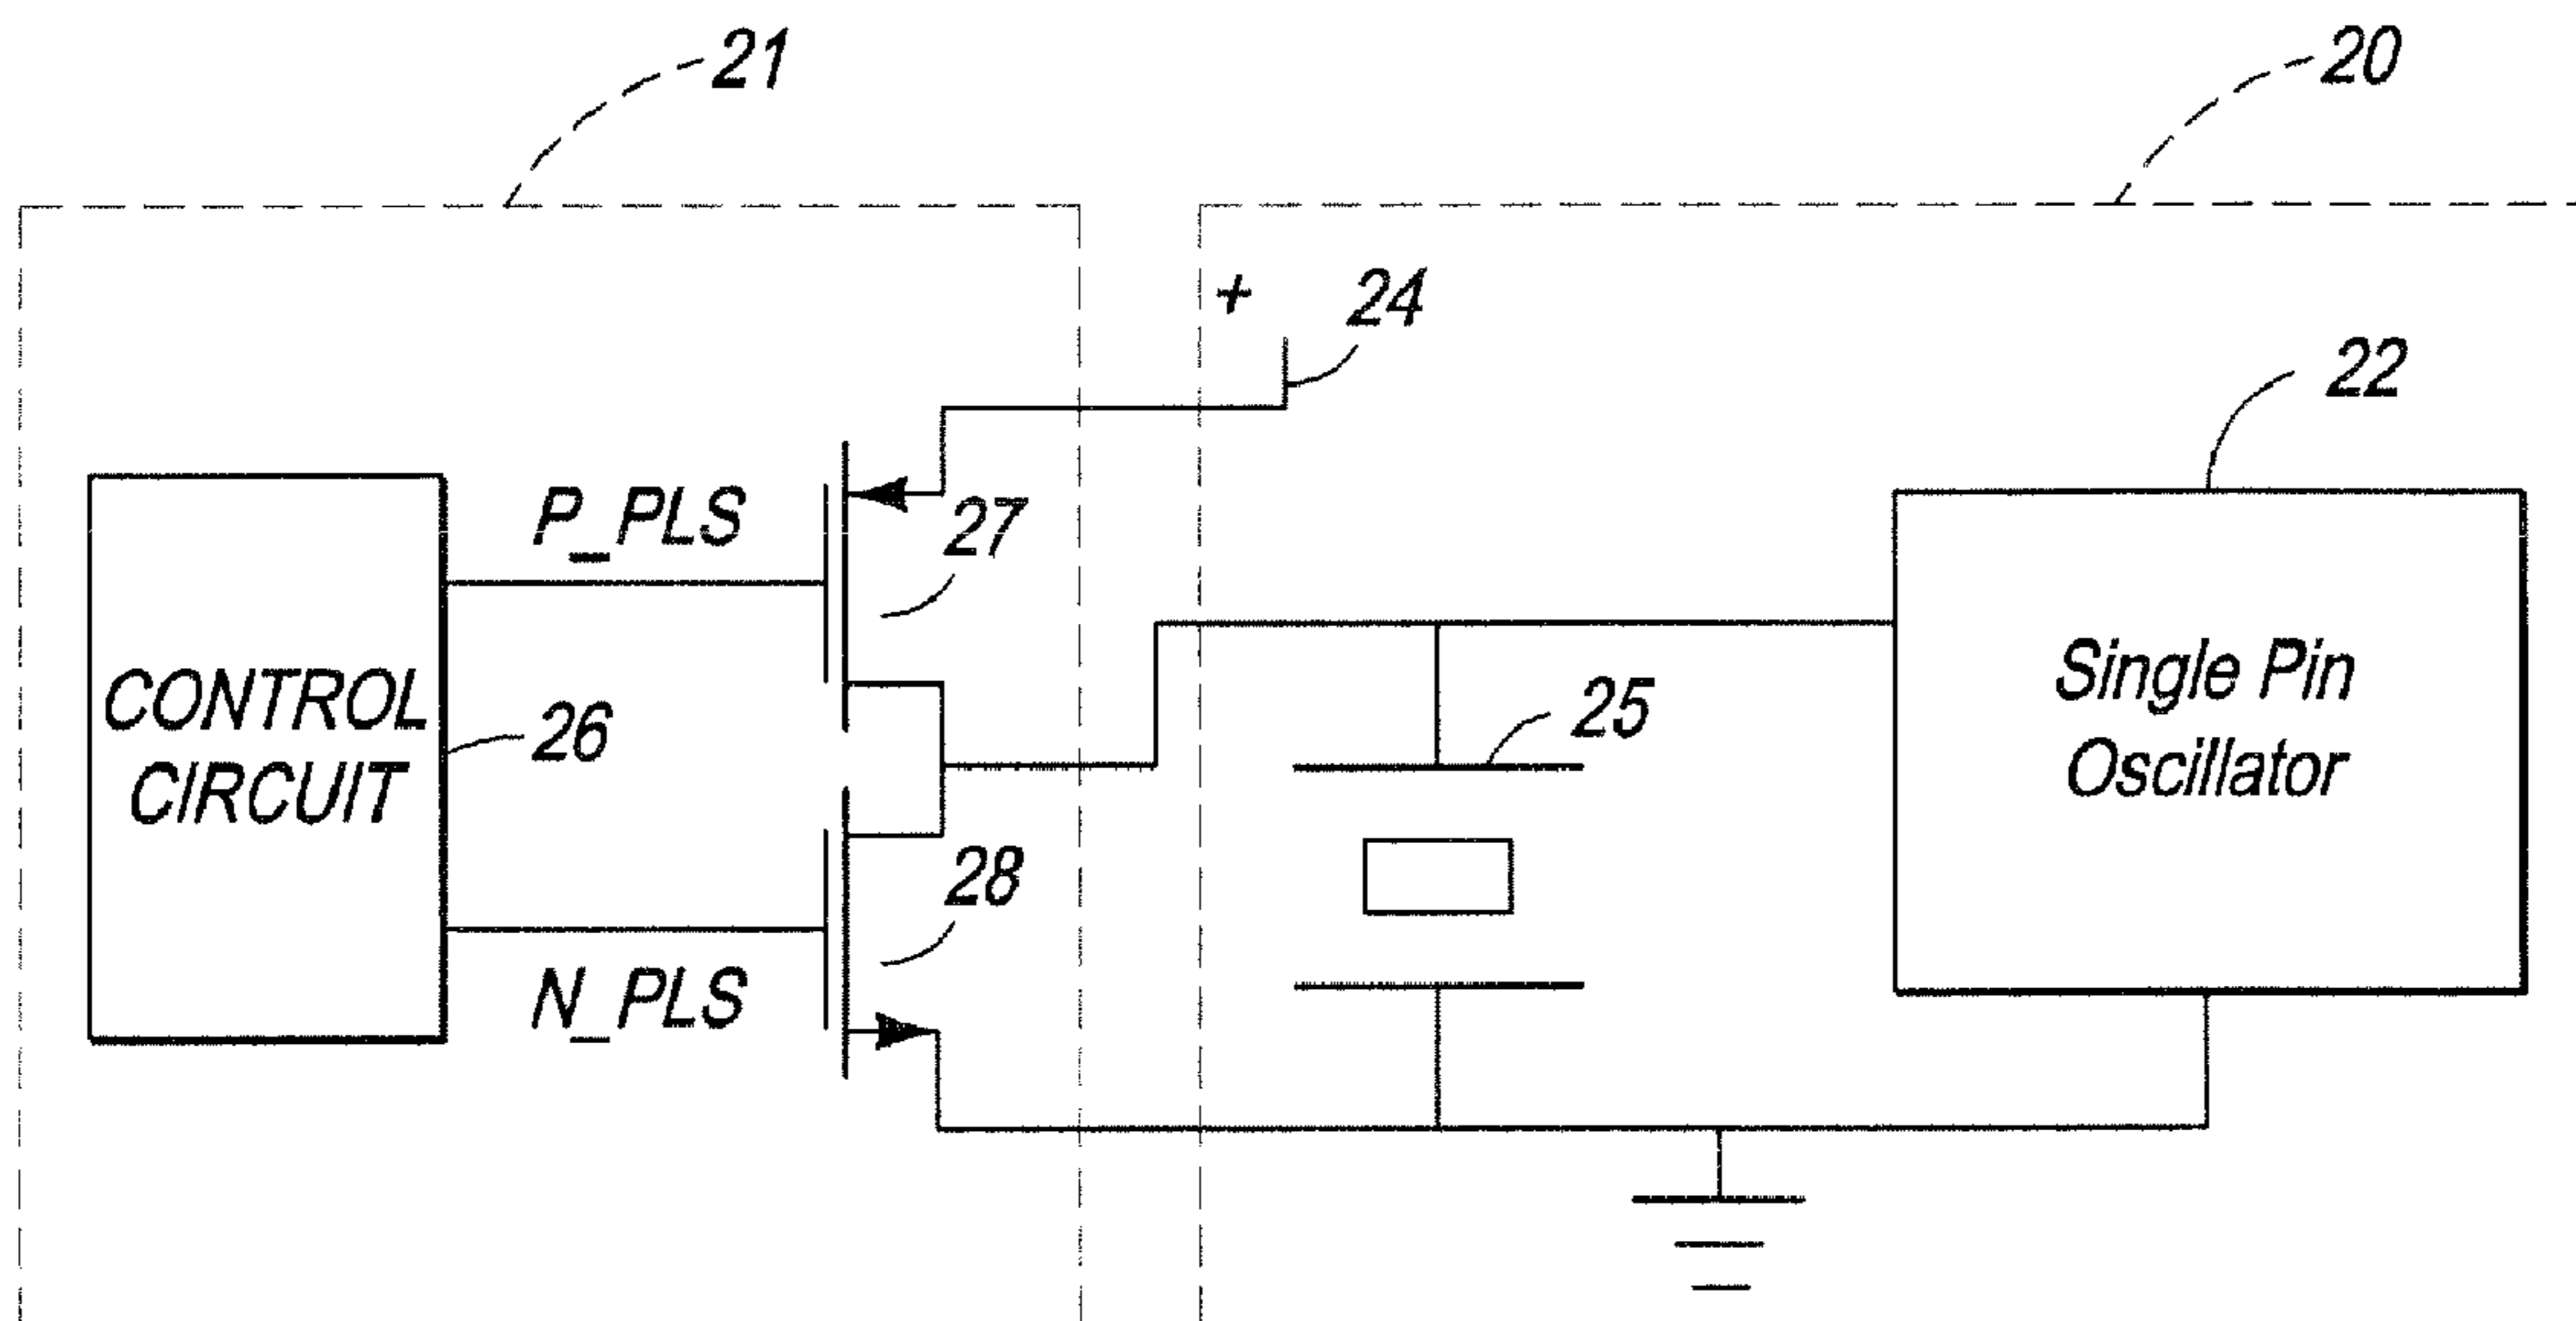 21
20
+
24
22
P_PLS
27
CONTROL
CIRCUIT
26
Single Pin
Oscillator
25
28
N_PLS